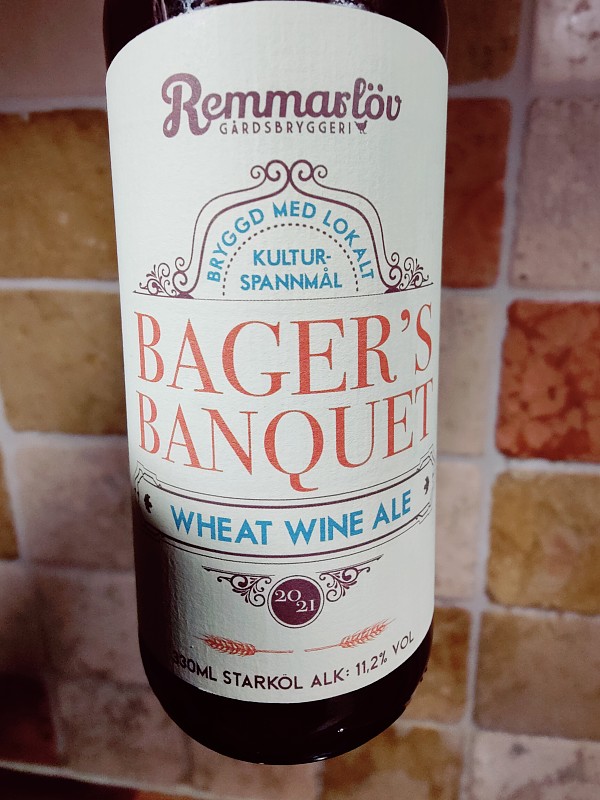 Remmarlöv
GÅRDSBRYGGERI
BRYGGD MED LOKALT
KULTUR-
SPANNMÅL
BAGER'S
BANQUET
WHEAT WINE ALE
20
21
330ML STARKÖL ALK: 11,2% VOL